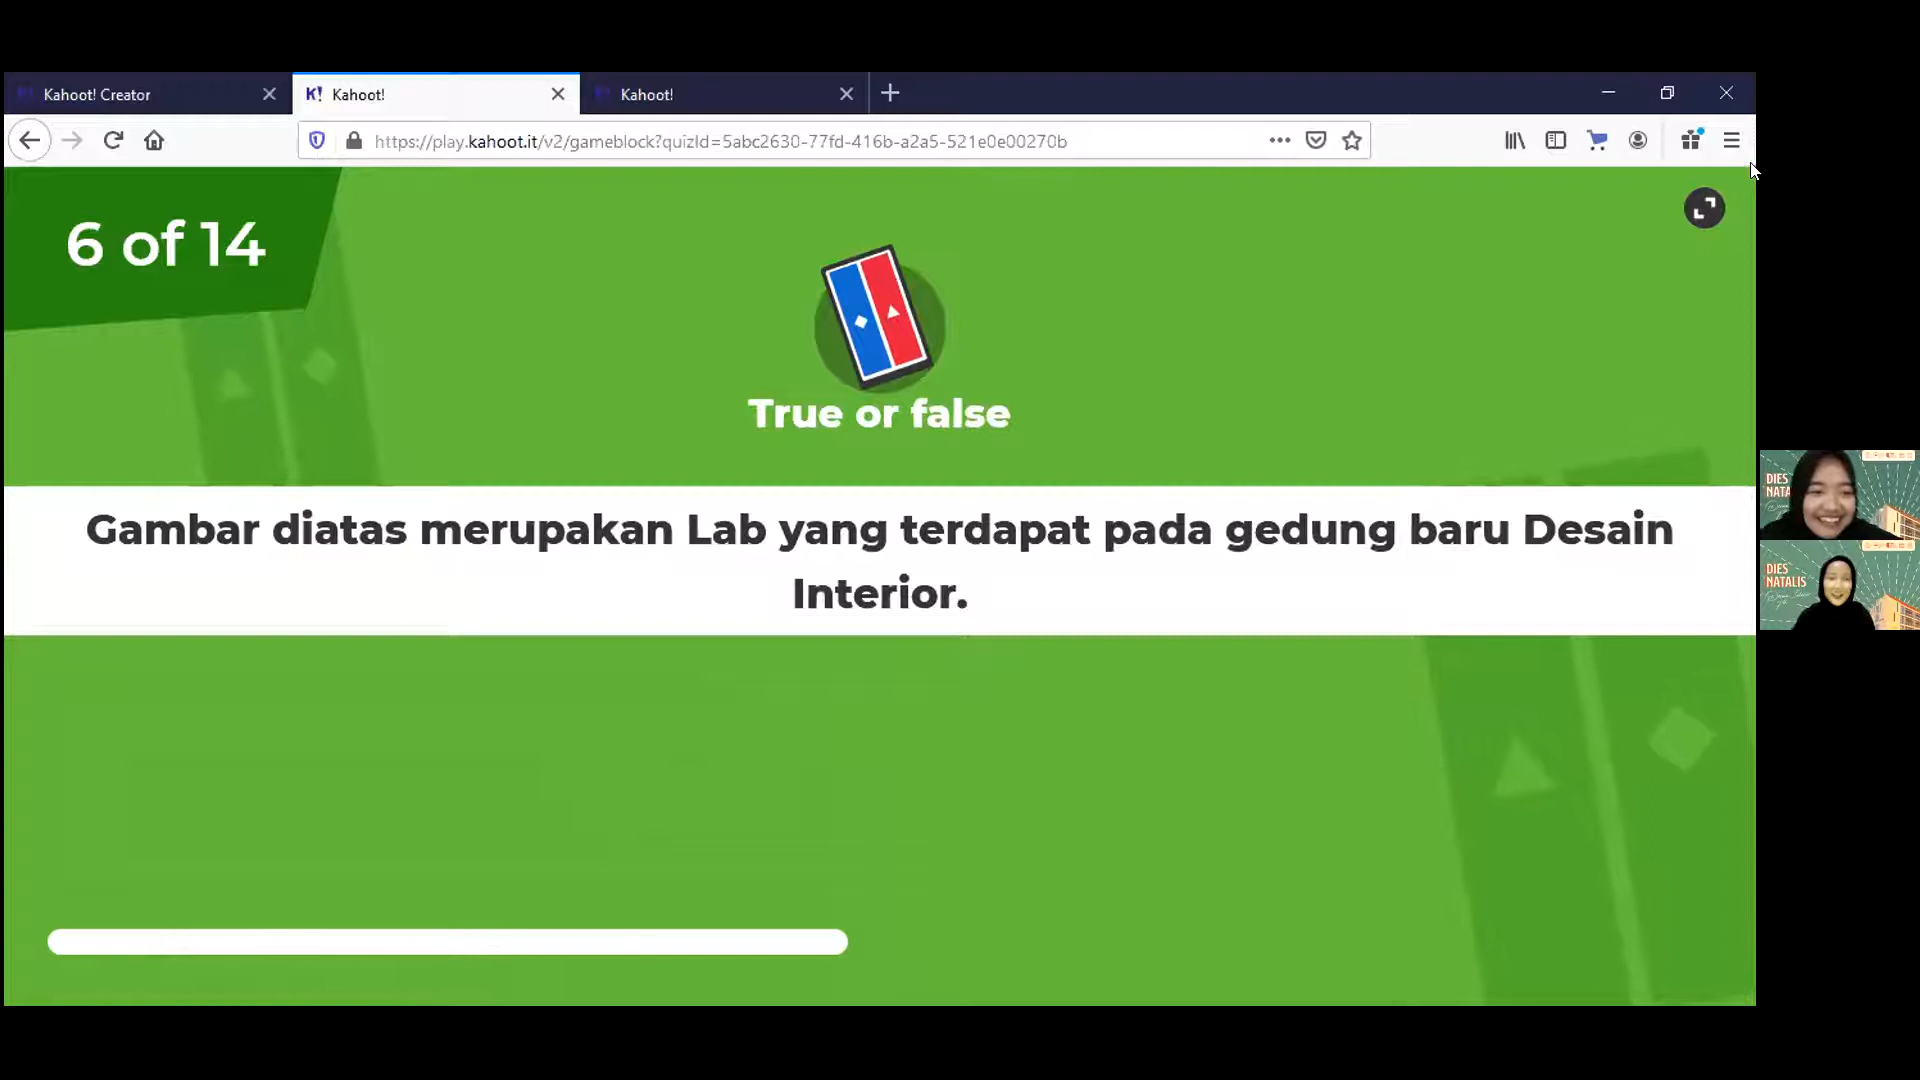 Kahoot! Creator
K! Kahoot!
Kahoot!
https://play.kahoot.it/v2/gameblock?quizId=5abc2630-77fd-416b-a2a5-521e0e00270b
6 of 14
True or false
Gambar diatas merupakan Lab yang terdapat pada gedung baru Desain
Interior.
DIES
DIES
NATALIS